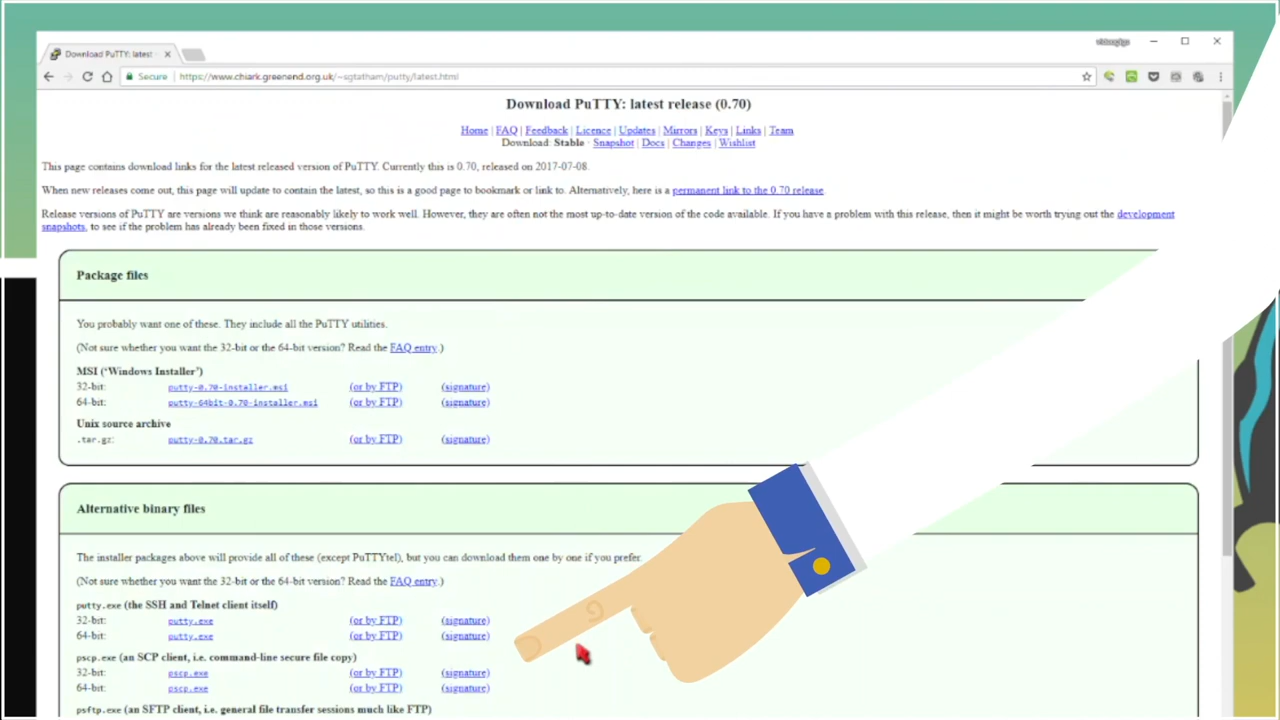 Download PuTTY: latest
Secure https://www.chiark.greenend.org.uk/~sgtatham/putty/latest.html
Download PuTTY: latest release (0.70)
Home | FAQ | Feedback | Licence | Updates | Mirrors | Keys | Links | Team
Download: Stable · Snapshot | Docs | Changes | Wishlist
This page contains download links for the latest released version of PuTTY. Currently this is 0.70, released on 2017-07-08.
When new releases come out, this page will update to contain the latest, so this is a good page to bookmark or link to. Alternatively, here is a permanent link to the 0.70 release.
Release versions of PuTTY are versions we think are reasonably likely to work well. However, they are often not the most up-to-date version of the code available. If you have a problem with this release, then it might be worth trying out the development
snapshots, to see if the problem has already been fixed in those versions.
Package files
You probably want one of these. They include all the PuTTY utilities.
(Not sure whether you want the 32-bit or the 64-bit version? Read the FAQ entry.)
MSI (‘Windows Installer’)
32-bit: putty-0.70-installer.msi (or by FTP) (signature)
64-bit: putty-64bit-0.70-installer.msi (or by FTP) (signature)
Unix source archive
.tar.gz: putty-0.70.tar.gz (or by FTP) (signature)
Alternative binary files
The installer packages above will provide all of these (except PuTTYtel), but you can download them one by one if you prefer.
(Not sure whether you want the 32-bit or the 64-bit version? Read the FAQ entry.)
putty.exe (the SSH and Telnet client itself)
32-bit: putty.exe (or by FTP) (signature)
64-bit: putty.exe (or by FTP) (signature)
pscp.exe (an SCP client, i.e. command-line secure file copy)
32-bit: pscp.exe (or by FTP) (signature)
64-bit: pscp.exe (or by FTP) (signature)
psftp.exe (an SFTP client, i.e. general file transfer sessions much like FTP)